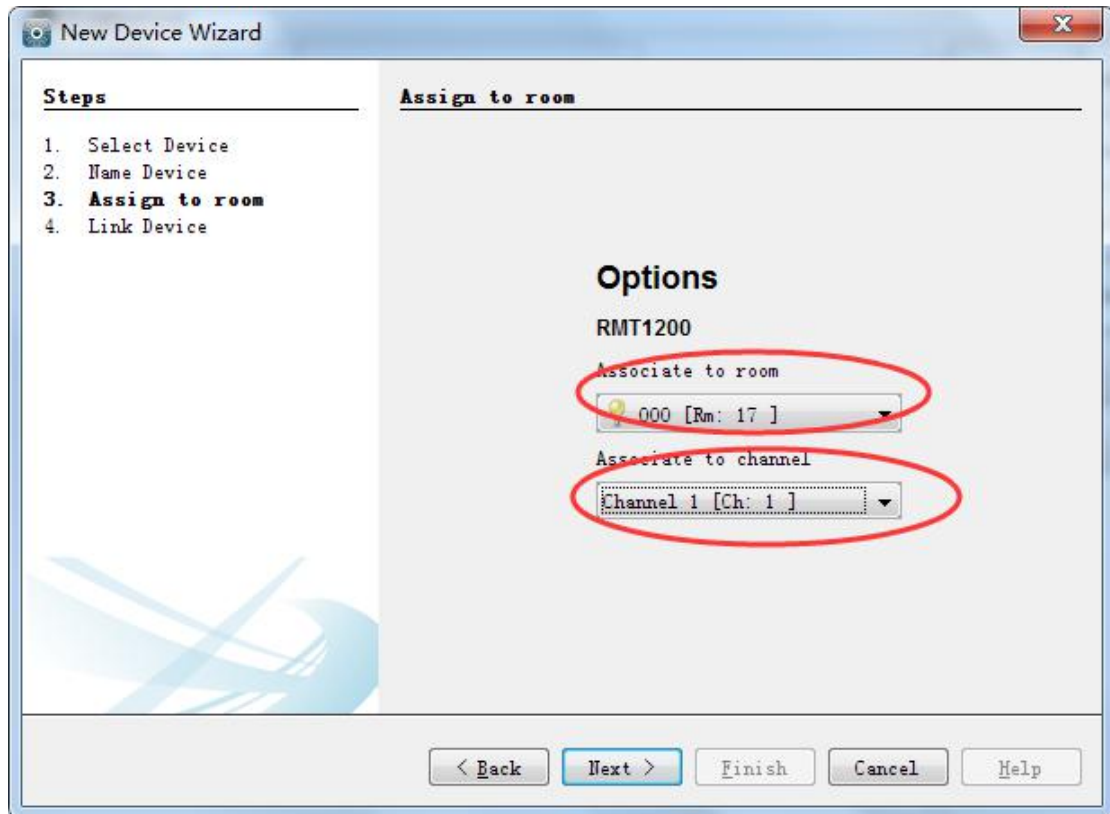 New Device Wizard
Steps
1. Select Device
2. Name Device
3. Assign to room
4. Link Device
Assign to room
Options
RMT1200
Associate to room
000 [Rm: 17 ]
Associate to channel
Channel 1 [Ch: 1 ]
< Back
Next >
Finish
Cancel
Help